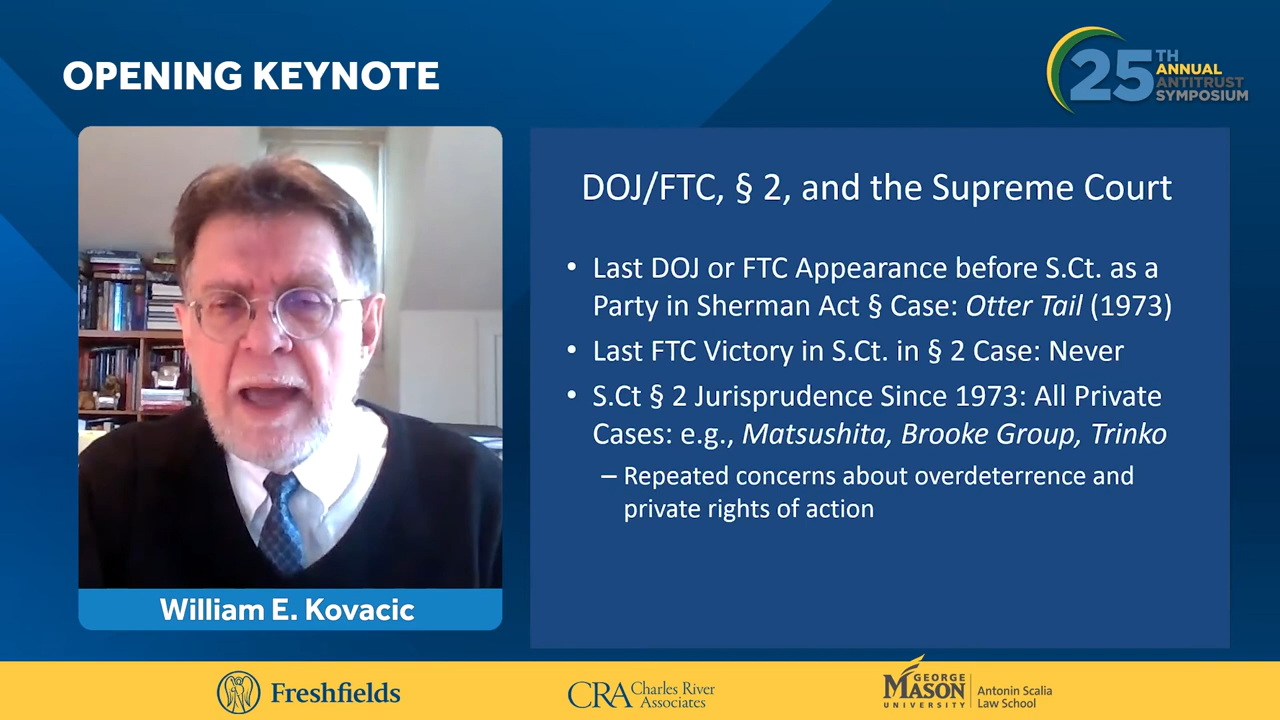 OPENING KEYNOTE
25TH
ANNUAL
ANTITRUST
SYMPOSIUM
DOJ/FTC, § 2, and the Supreme Court
• Last DOJ or FTC Appearance before S.Ct. as a
Party in Sherman Act § Case: Otter Tail (1973)
• Last FTC Victory in S.Ct. in § 2 Case: Never
• S.Ct § 2 Jurisprudence Since 1973: All Private
Cases: e.g., Matsushita, Brooke Group, Trinko
– Repeated concerns about overdeterrence and
private rights of action
William E. Kovacic
Freshfields
CRA Charles River
Associates
GEORGE
MASON
UNIVERSITY
Antonin Scalia
Law School